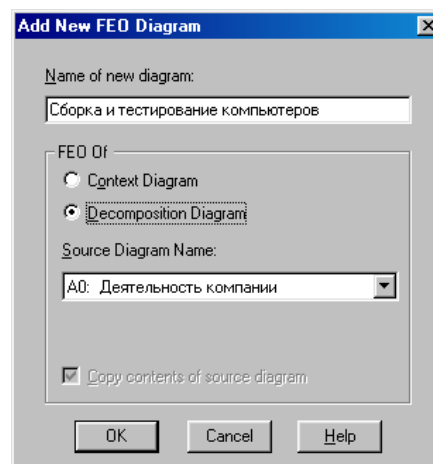 Add New FEO Diagram
Name of new diagram:
Сборка и тестирование компьютеров
FEO Of
Context Diagram
Decomposition Diagram
Source Diagram Name:
A0: Деятельность компании
Copy contents of source diagram
OK Cancel Help